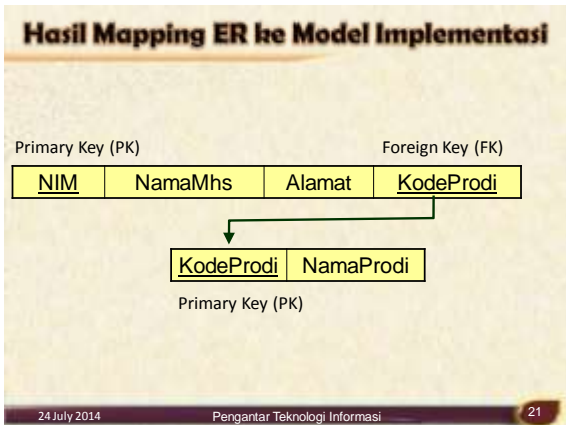 Hasil Mapping ER ke Model Implementasi
Primary Key (PK) Foreign Key (FK)
NIM NamaMhs Alamat KodeProdi
KodeProdi NamaProdi
Primary Key (PK)
24 July 2014 Pengantar Teknologi Informasi 21